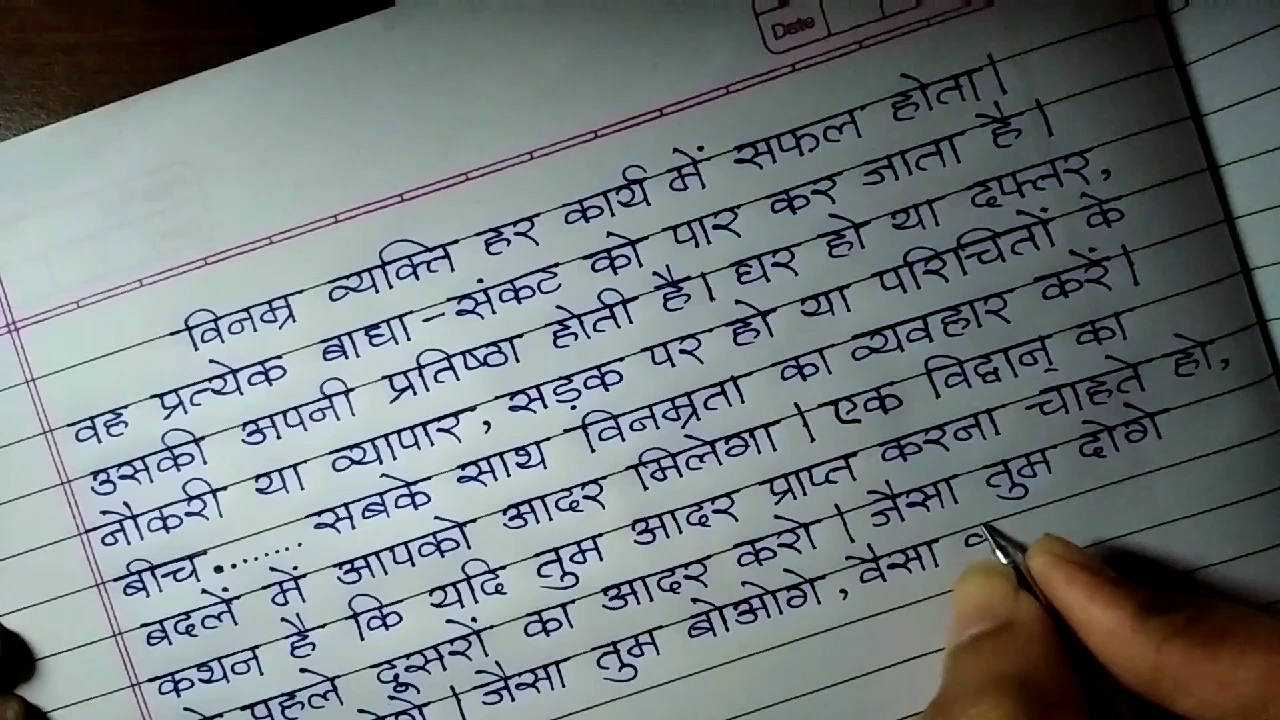 Date
विनम्र व्यक्ति हर कार्य में सफल होता।
वह प्रत्येक बाधा-संकट को पार कर जाता है।
उसकी अपनी प्रतिष्ठा होती है। घर हो या दफ्तर,
नौकरी या व्यापार, सड़क पर हो या परिचितों के
बीच....... सबके साथ विनम्रता का व्यवहार करें।
बदलें में आपको आदर मिलेगा। एक विद्वान् का
कथन है कि यदि तुम आदर प्राप्त करना चाहते हो,
पहले दूसरों का आदर करो। जैसा तुम दोगे
। जैसा तुम बोओगे, वैसा